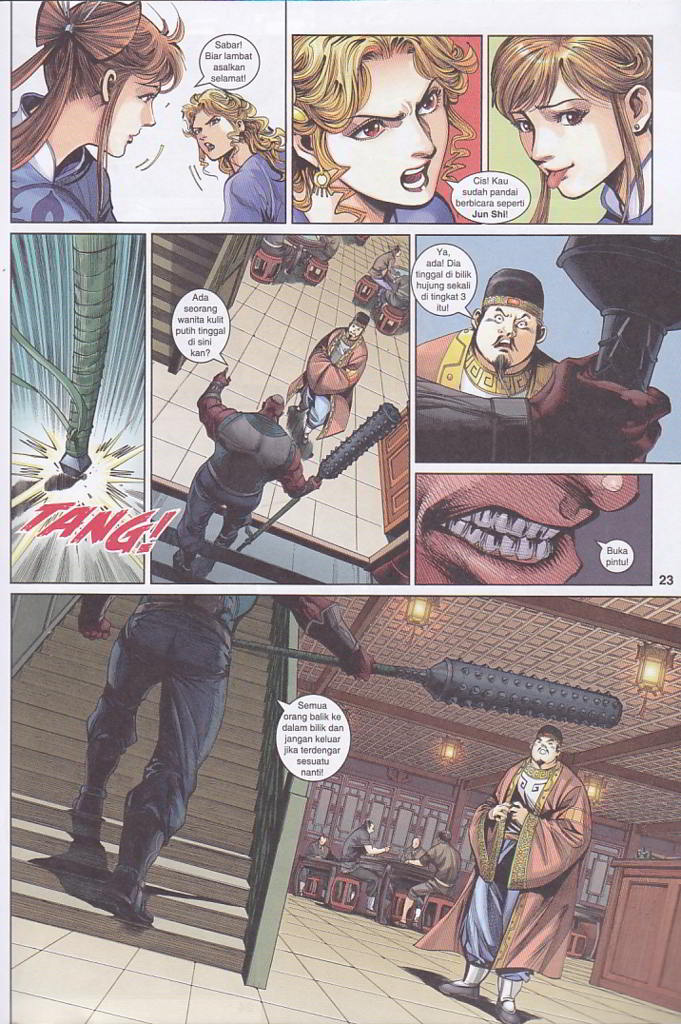 Sabar!
Biar lambat
asalkan
selamat!
Cis! Kau
sudah pandai
berbicara seperti
Jun Shi!
TANG!
Ada
seorang
wanita kulit
putih tinggal
di sini
kan?
Ya,
ada! Dia
tinggal di bilik
hujung sekali
di tingkat 3
itu!
Buka
pintu!
23
Semua
orang balik ke
dalam bilik dan
jangan keluar
jika terdengar
sesuatu
nanti!